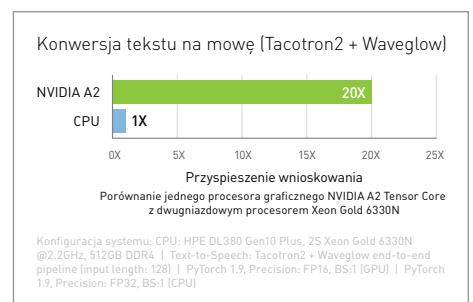 Konwersja tekstu na mowę (Tacotron2 + Waveglow)
NVIDIA A2
20X
CPU
1X
0X 5X 10X 15X 20X 25X
Przyspieszenie wnioskowania
Porównanie jednego procesora graficznego NVIDIA A2 Tensor Core
z dwugniazdowym procesorem Xeon Gold 6330N
Konfiguracja systemu: CPU: HPE DL380 Gen10 Plus, 2S Xeon Gold 6330N
@2.2GHz, 512GB DDR4 | Text-to-Speech: Tacotron2 + Waveglow end-to-end
pipeline (input length: 128) | PyTorch 1.9, Precision: FP16, BS:1 (GPU) | PyTorch
1.9, Precision: FP32, BS:1 (CPU)